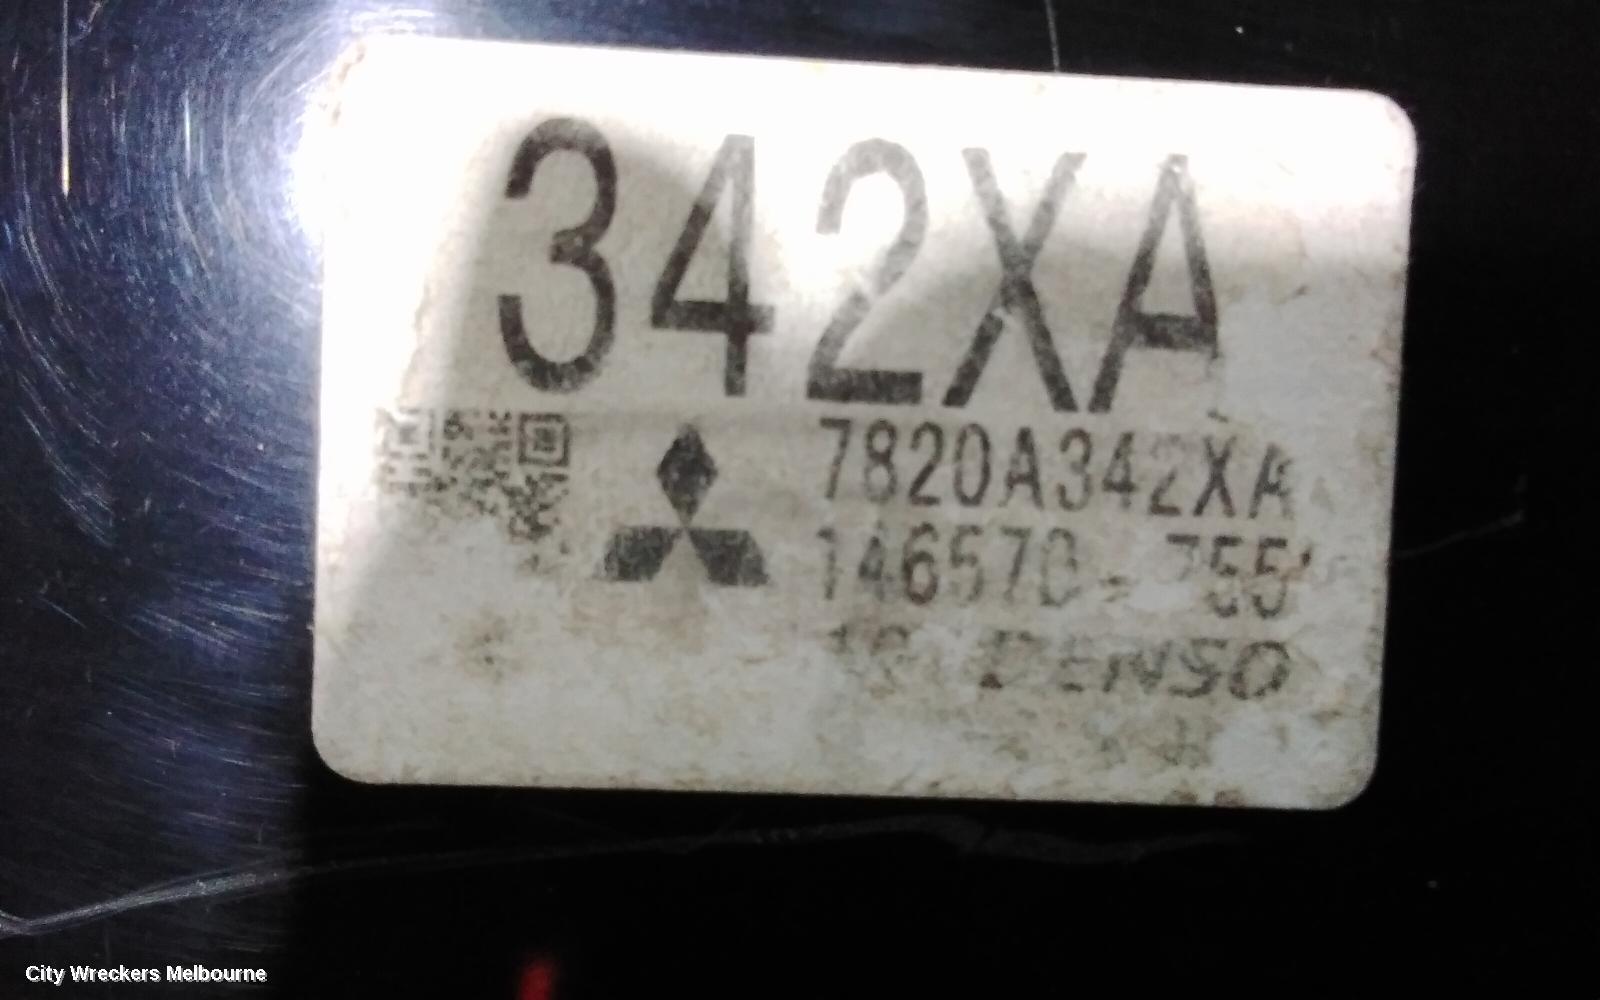 342XA
7820A342XA
DENSO
City Wreckers Melbourne